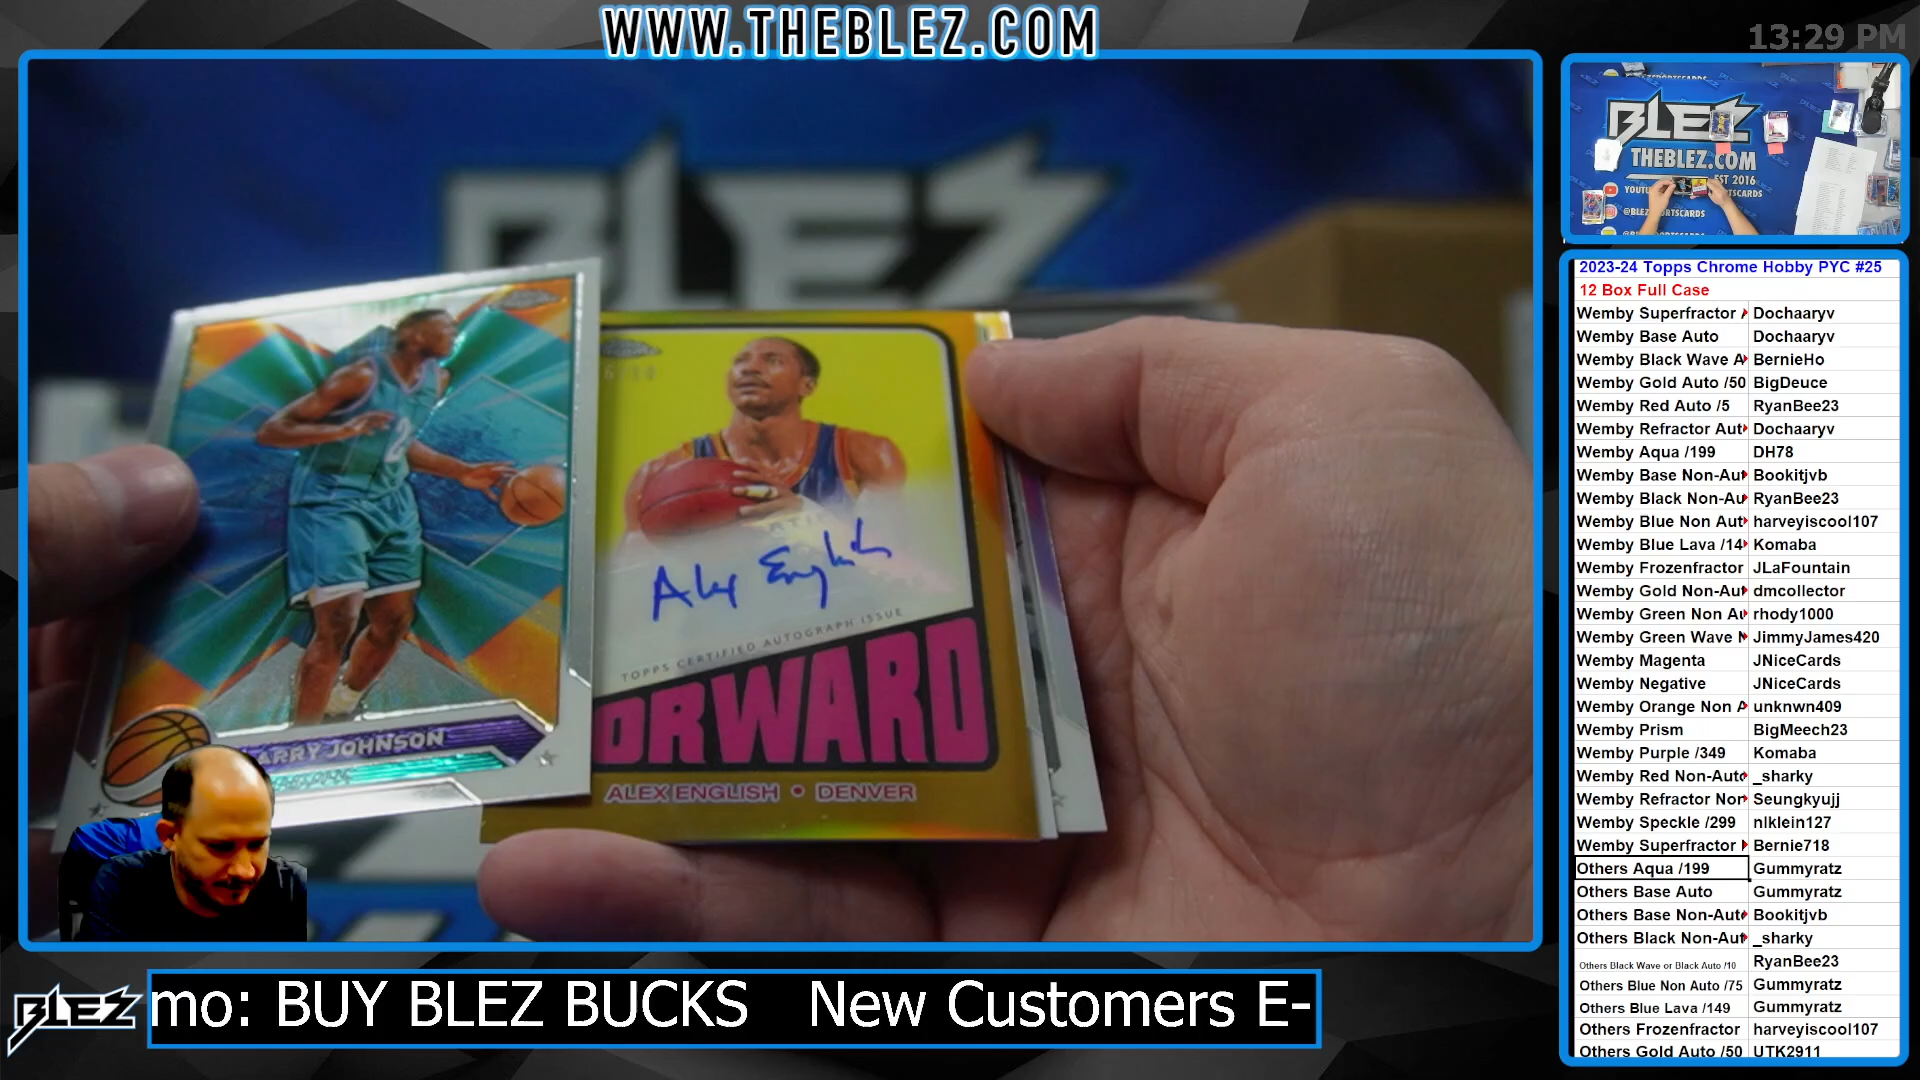 WWW.THEBLEZ.COM
13:29 PM
BLEZ
BLEZ
THEBLEZ.COM
EST 2016
2023-24 Topps Chrome Hobby PYC #25
12 Box Full Case
Wemby Superfractor A Dochaaryv
Wemby Base Auto Dochaaryv
Wemby Black Wave A BernieHo
Wemby Gold Auto /50 BigDeuce
Wemby Red Auto /5 RyanBee23
Wemby Refractor Aut Dochaaryv
Wemby Aqua /199 DH78
Wemby Base Non-Au Bookitjvb
Wemby Black Non-Au RyanBee23
Wemby Blue Non Aut harveyiscool107
Wemby Blue Lava /14 Komaba
Wemby Frozenfractor JLaFountain
Wemby Gold Non-Au dmcollector
Wemby Green Non Au rhody1000
Wemby Green Wave N JimmyJames420
Wemby Magenta JNiceCards
Wemby Negative JNiceCards
Wemby Orange Non A unknwn409
Wemby Prism BigMeech23
Wemby Purple /349 Komaba
Wemby Red Non-Auto _sharky
Wemby Refractor Non Seungkyujj
Wemby Speckle /299 nlklein127
Wemby Superfractor Bernie718
Others Aqua /199 Gummyratz
Others Base Auto Gummyratz
Others Base Non-Aut Bookitjvb
Others Black Non-Aut _sharky
Others Black Wave or Black Auto /10 RyanBee23
Others Blue Non Auto /75 Gummyratz
Others Blue Lava /149 Gummyratz
Others Frozenfractor harveyiscool107
Others Gold Auto /50 UTK2911
2
ARRY JOHNSON
Alex English
TOPPS CERTIFIED AUTOGRAPH ISSUE
ORWARD
ALEX ENGLISH • DENVER
BLEZ
mo: BUY BLEZ BUCKS New Customers E-